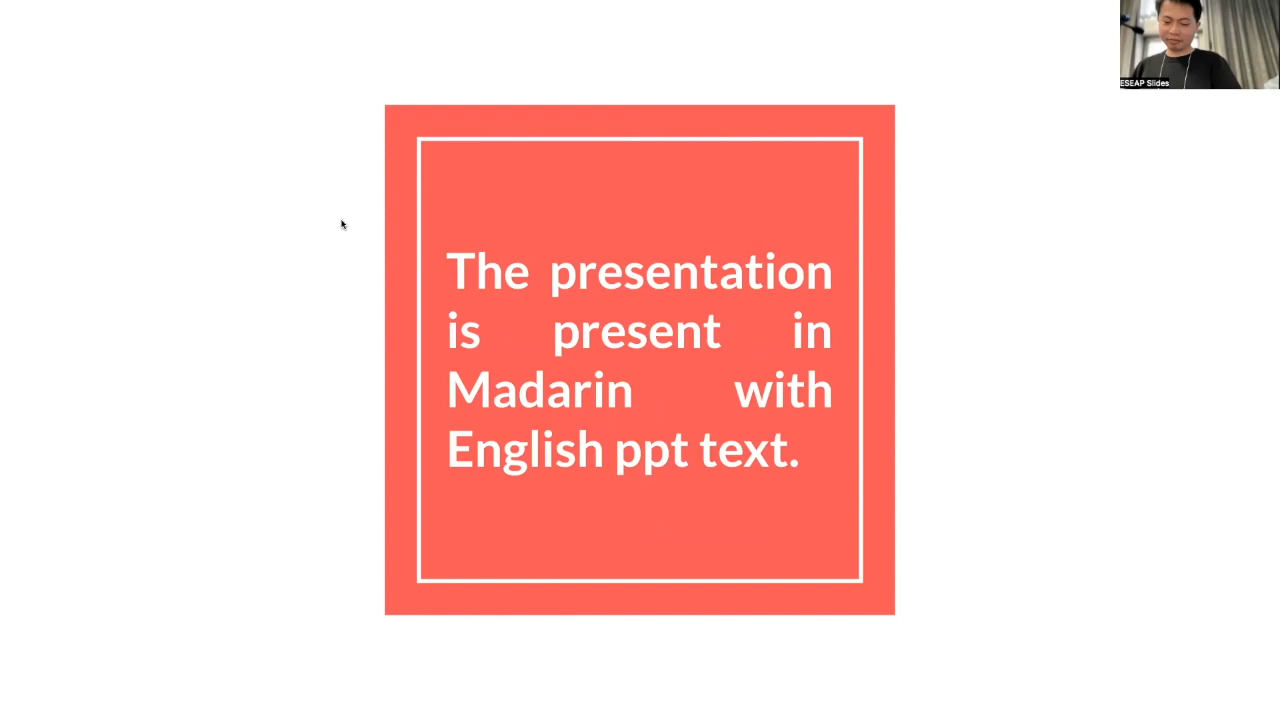 ESEAP Slides
The presentation
is present in
Madarin with
English ppt text.